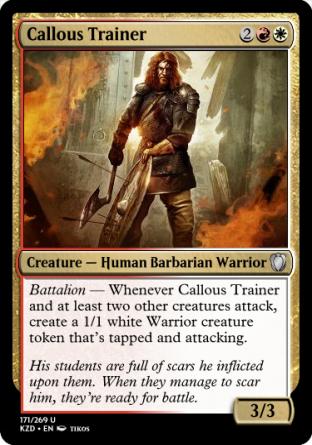 Callous Trainer 2
Creature — Human Barbarian Warrior
Battalion — Whenever Callous Trainer
and at least two other creatures attack,
create a 1/1 white Warrior creature
token that's tapped and attacking.
His students are full of scars he inflicted
upon them. When they manage to scar
him, they're ready for battle.
3/3
171/269 U
KZD • EN TIKOS